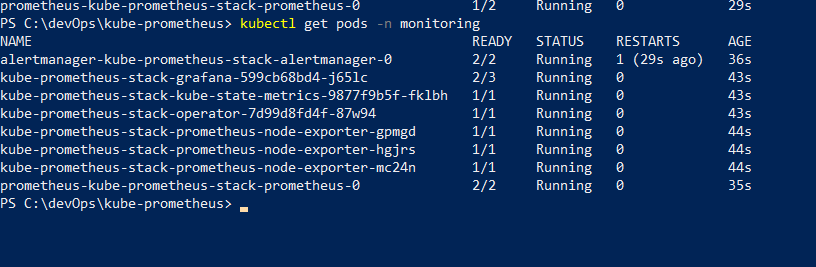 prometheus-kube-prometheus-stack-prometheus-0 1/2 Running 0 29s
PS C:\devOps\kube-prometheus> kubectl get pods -n monitoring
NAME READY STATUS RESTARTS AGE
alertmanager-kube-prometheus-stack-alertmanager-0 2/2 Running 1 (29s ago) 36s
kube-prometheus-stack-grafana-599cb68bd4-j65lc 2/3 Running 0 43s
kube-prometheus-stack-kube-state-metrics-9877f9b5f-fklbh 1/1 Running 0 43s
kube-prometheus-stack-operator-7d99d8fd4f-87w94 1/1 Running 0 43s
kube-prometheus-stack-prometheus-node-exporter-gpmgd 1/1 Running 0 44s
kube-prometheus-stack-prometheus-node-exporter-hgjrs 1/1 Running 0 44s
kube-prometheus-stack-prometheus-node-exporter-mc24n 1/1 Running 0 44s
prometheus-kube-prometheus-stack-prometheus-0 2/2 Running 0 35s
PS C:\devOps\kube-prometheus>